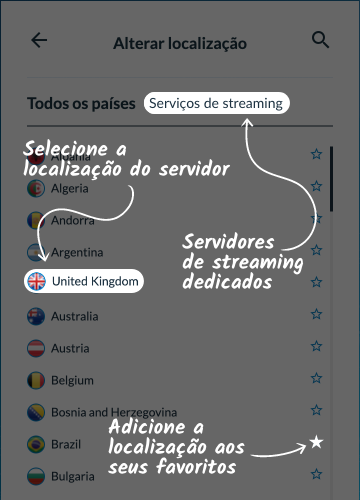 Alterar localização
Todos os países
Serviços de streaming
Selecione a
localização do servidor
Albania
Algeria
Andorra
Argentina
Servidores
de streaming
dedicados
United Kingdom
Australia
Austria
Belgium
Bosnia and Herzegovina
Adicione a
localização aos
seus favoritos
Brazil
Bulgaria